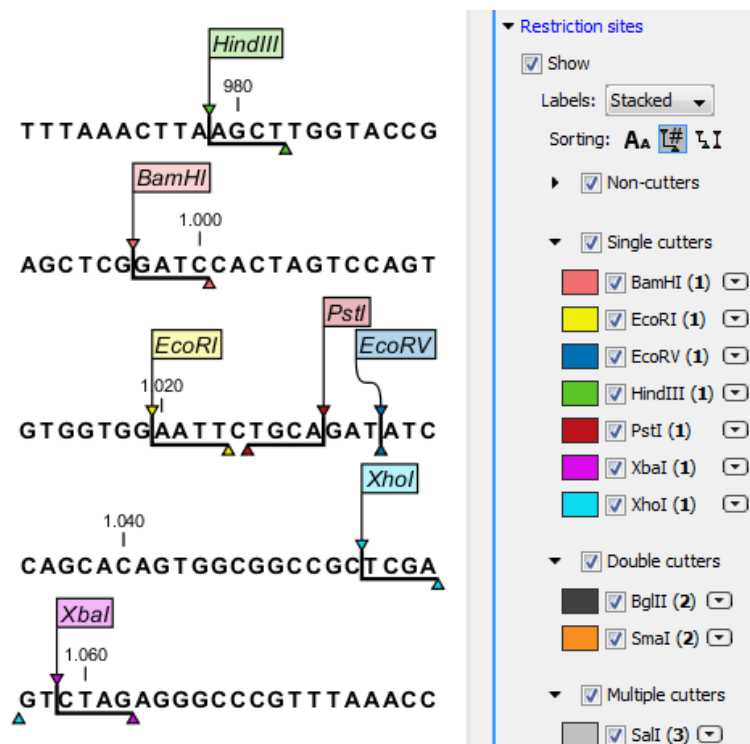 HindIII
980
TTTAAACTTAAGCTTGGTACCG
BamHI
1.000
AGCTCGGATCCACTAGTCCAGT
PstI
EcoRI
EcoRV
1.020
GTGGTGGAATTCTGCAGATATC
XhoI
1.040
CAGCACAGTGGCGGCCGCTCGA
XbaI
1.060
GTCTAGAGGGCCCGTTTAAACC
Restriction sites
Show
Labels: Stacked
Sorting: AA #
Non-cutters
Single cutters
BamHI (1)
EcoRI (1)
EcoRV (1)
HindIII (1)
PstI (1)
XbaI (1)
XhoI (1)
Double cutters
BglII (2)
SmaI (2)
Multiple cutters
SalI (3)